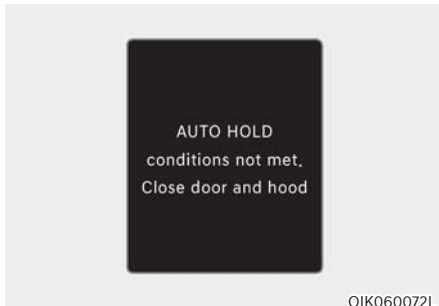 AUTO HOLD
conditions not met.
Close door and hood
OIK060072L